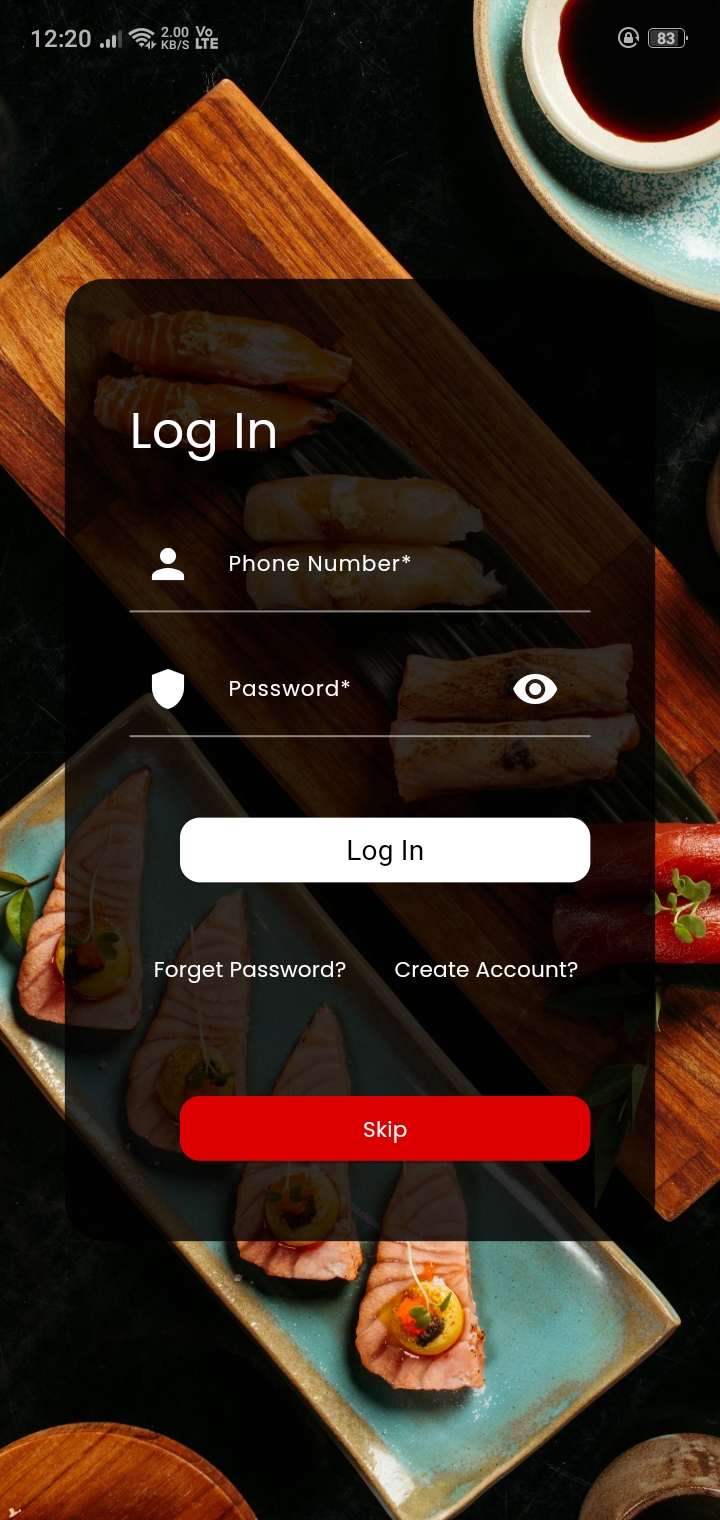 12:20 2.00 KB/S Vo LTE 83
Log In
Phone Number*
Password*
Log In
Forget Password? Create Account?
Skip